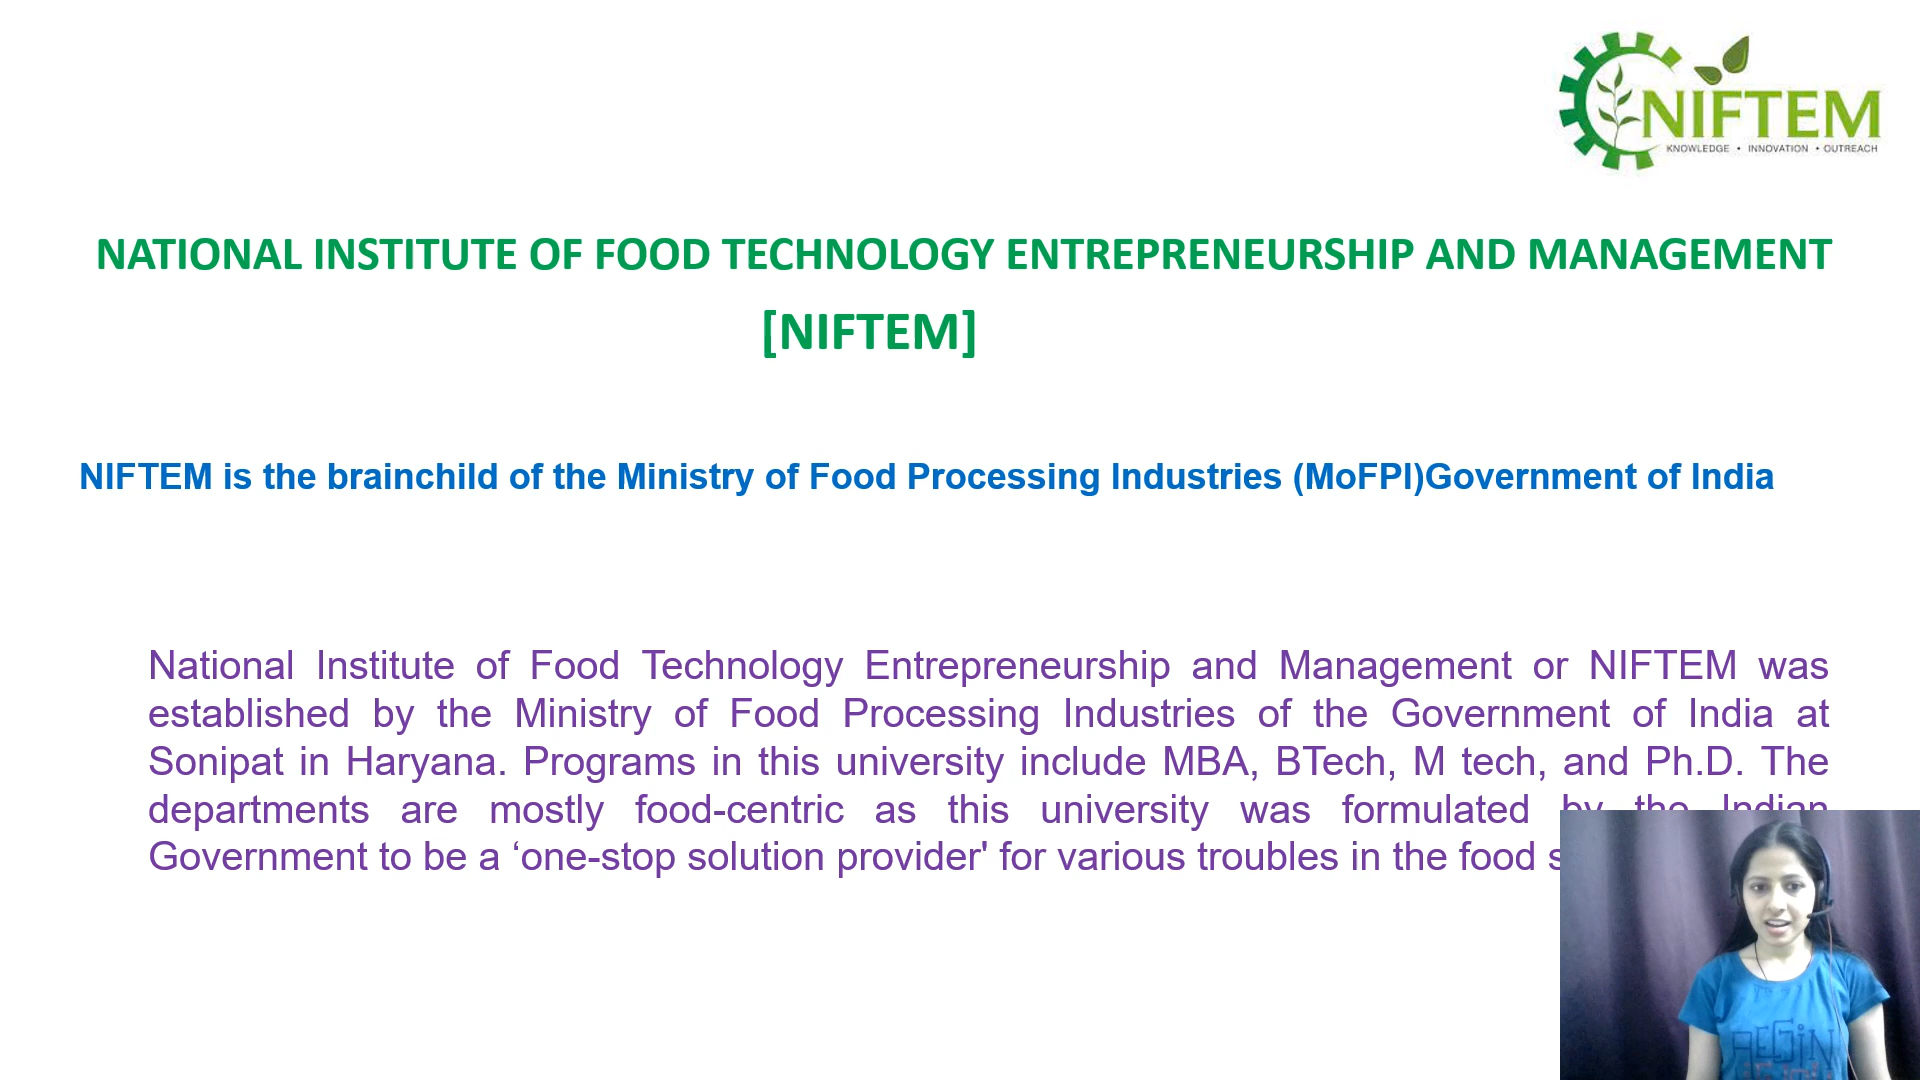 NIFTEM
KNOWLEDGE • INNOVATION • OUTREACH
NATIONAL INSTITUTE OF FOOD TECHNOLOGY ENTREPRENEURSHIP AND MANAGEMENT
[NIFTEM]
NIFTEM is the brainchild of the Ministry of Food Processing Industries (MoFPI)Government of India
National Institute of Food Technology Entrepreneurship and Management or NIFTEM was
established by the Ministry of Food Processing Industries of the Government of India at
Sonipat in Haryana. Programs in this university include MBA, BTech, M tech, and Ph.D. The
departments are mostly food-centric as this university was formulated by the Indian
Government to be a ‘one-stop solution provider' for various troubles in the food